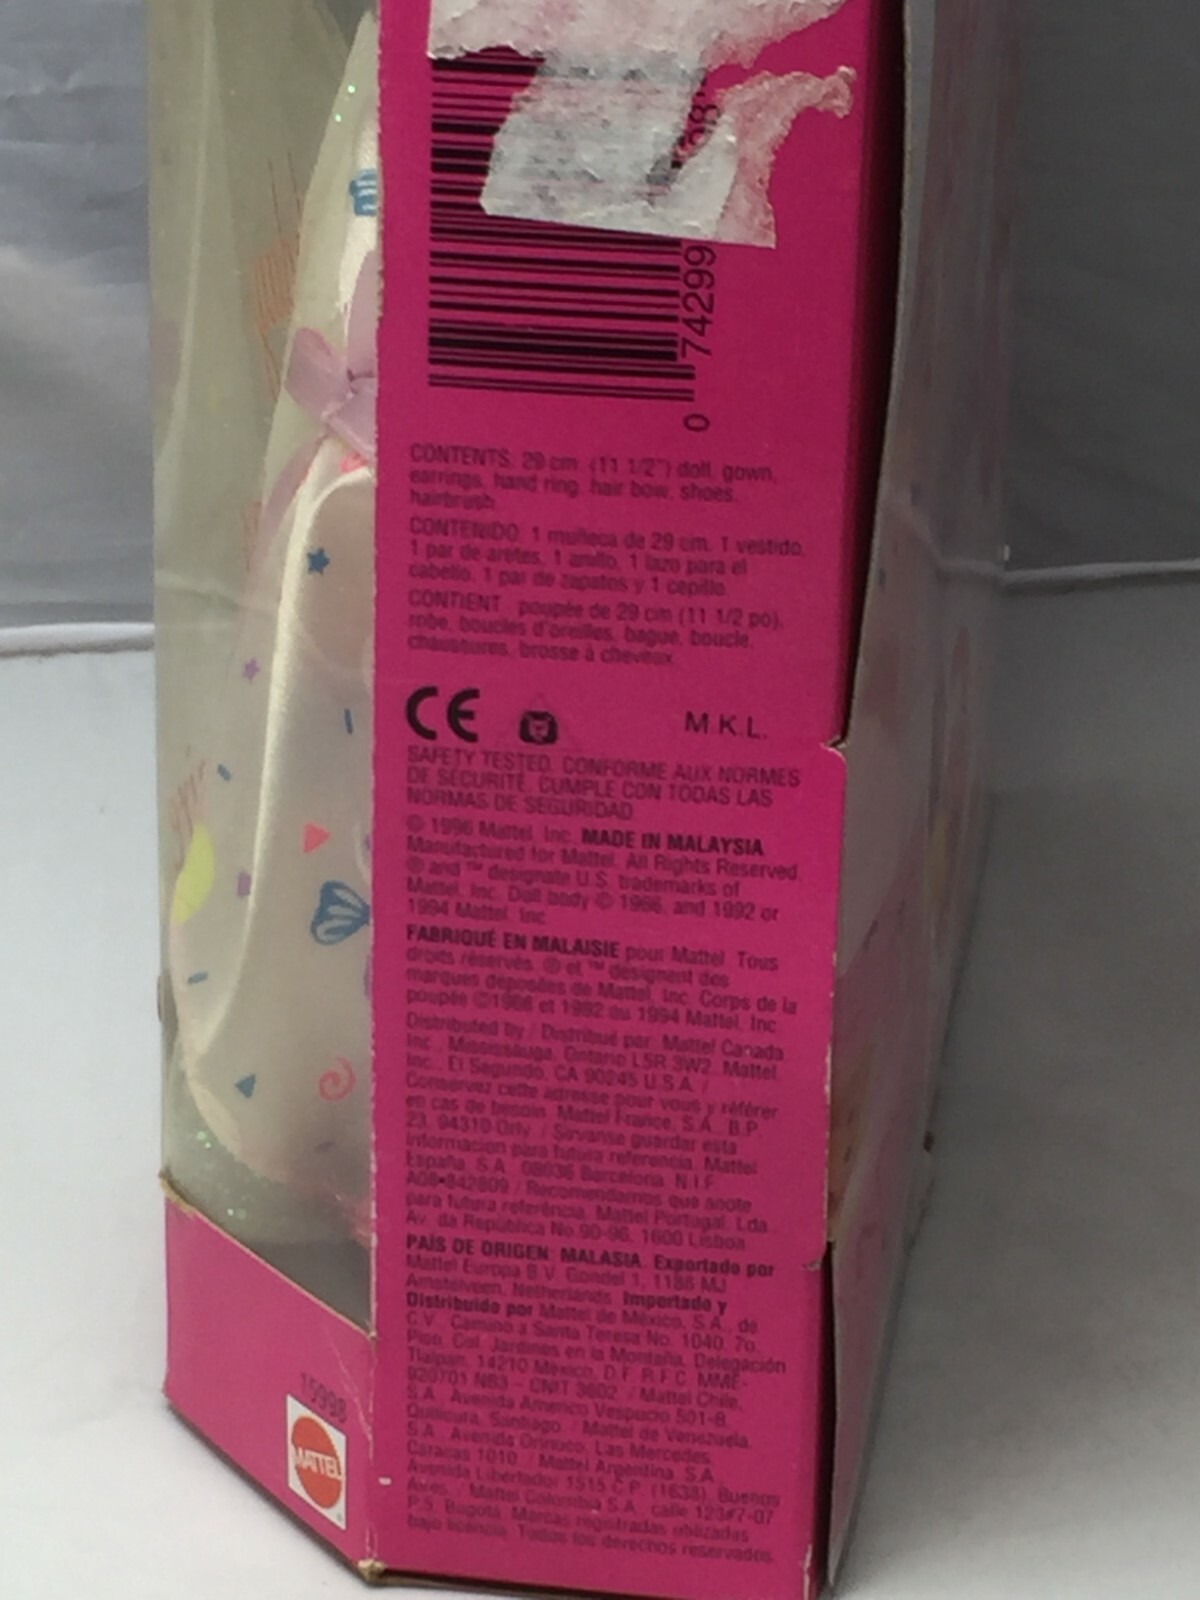 0 74299
CONTENTS: 29 cm. (11 1/2") doll, gown,
earrings, hand ring, hair bow, shoes,
hairbrush.
CONTENIDO: 1 muñeca de 29 cm, 1 vestido,
1 par de aretes, 1 anillo, 1 lazo para el
cabello, 1 par de zapatos y 1 cepillo.
CONTIENT: poupée de 29 cm (11 1/2 po),
robe, boucles d'oreilles, bague, boucle,
chaussures, brosse à cheveux.
CE
M.K.L.
SAFETY TESTED. CONFORME AUX NORMES
DE SÉCURITÉ. CUMPLE CON TODAS LAS
NORMAS DE SEGURIDAD.
© 1996 Mattel, Inc. MADE IN MALAYSIA.
Manufactured for Mattel. All Rights Reserved.
® and ™ designate U.S. trademarks of
Mattel, Inc. Doll body © 1966, and 1992 or
1994 Mattel, Inc.
FABRIQUÉ EN MALAISIE pour Mattel. Tous
droits réservés. ® et ™ désignent des
marques déposées de Mattel, Inc. Corps de la
poupée ©1966 et 1992 ou 1994 Mattel, Inc.
Distributed by / Distribué par: Mattel Canada
Inc., Mississauga, Ontario L5R 3W2. Mattel,
Inc., El Segundo, CA 90245 U.S.A. /
Conservez cette adresse pour vous y référer
en cas de besoin. Mattel France, S.A., B.P.
23, 94310 Orly. / Sírvanse guardar esta
información para futura referencia. Mattel
España, S.A. 08036 Barcelona. N.I.F.
A08-842809 / Recomendamos que anote
para futura referência. Mattel Portugal, Lda.
Av. da República No.90-96, 1600 Lisboa
PAÍS DE ORIGEN: MALASIA. Exportado por
Mattel Europa B.V. Gondel 1, 1186 MJ
Amstelveen, Netherlands. Importado y
Distribuido por Mattel de México, S.A. de
C.V. Camino a Santa Teresa No. 1040, 7o.
Piso, Col. Jardines en la Montaña, Delegación
Tlalpan, 14210 México, D.F. R.F.C. MME-
920701 NB3 - CNIT 3602. / Mattel Chile,
S.A. Avenida Americo Vespucio 501-B,
Quilicura, Santiago. / Mattel de Venezuela,
S.A. Avenida Orinoco, Las Mercedes,
Caracas 1010. / Mattel Argentina, S.A.,
Avenida Libertador 1515 C.P. (1638), Buenos
Aires. / Mattel Colombia S.A., calle 123#7-07
P.5, Bogotá. Marcas registradas utilizadas
bajo licencia. Todos los derechos reservados.
15998
MATTEL